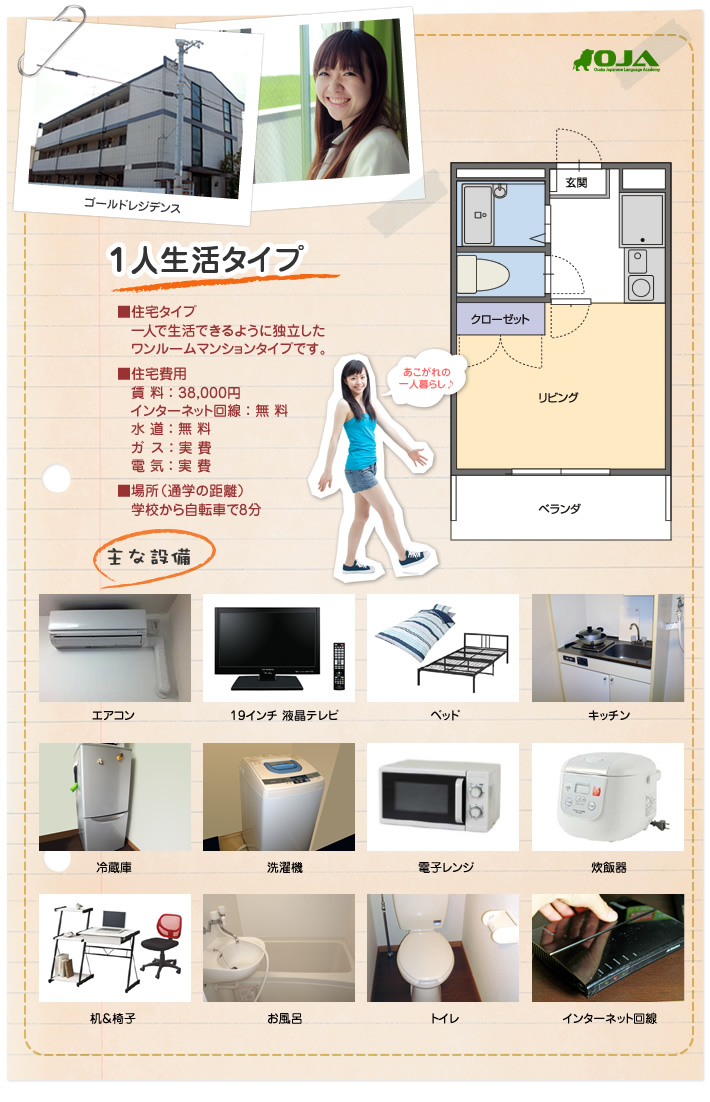 OJA
Osaka Japanese Language Academy
ゴールドレジデンス
1人生活タイプ
■住宅タイプ
一人で生活できるように独立した
ワンルームマンションタイプです。
■住宅費用
賃 料：38,000円
インターネット回線：無 料
水 道：無 料
ガ ス：実 費
電 気：実 費
■場所（通学の距離）
学校から自転車で8分
あこがれの
一人暮らし♪
玄関
クローゼット
リビング
ベランダ
主な設備
エアコン
19インチ 液晶テレビ
ベッド
キッチン
冷蔵庫
洗濯機
電子レンジ
炊飯器
机&椅子
お風呂
トイレ
インターネット回線